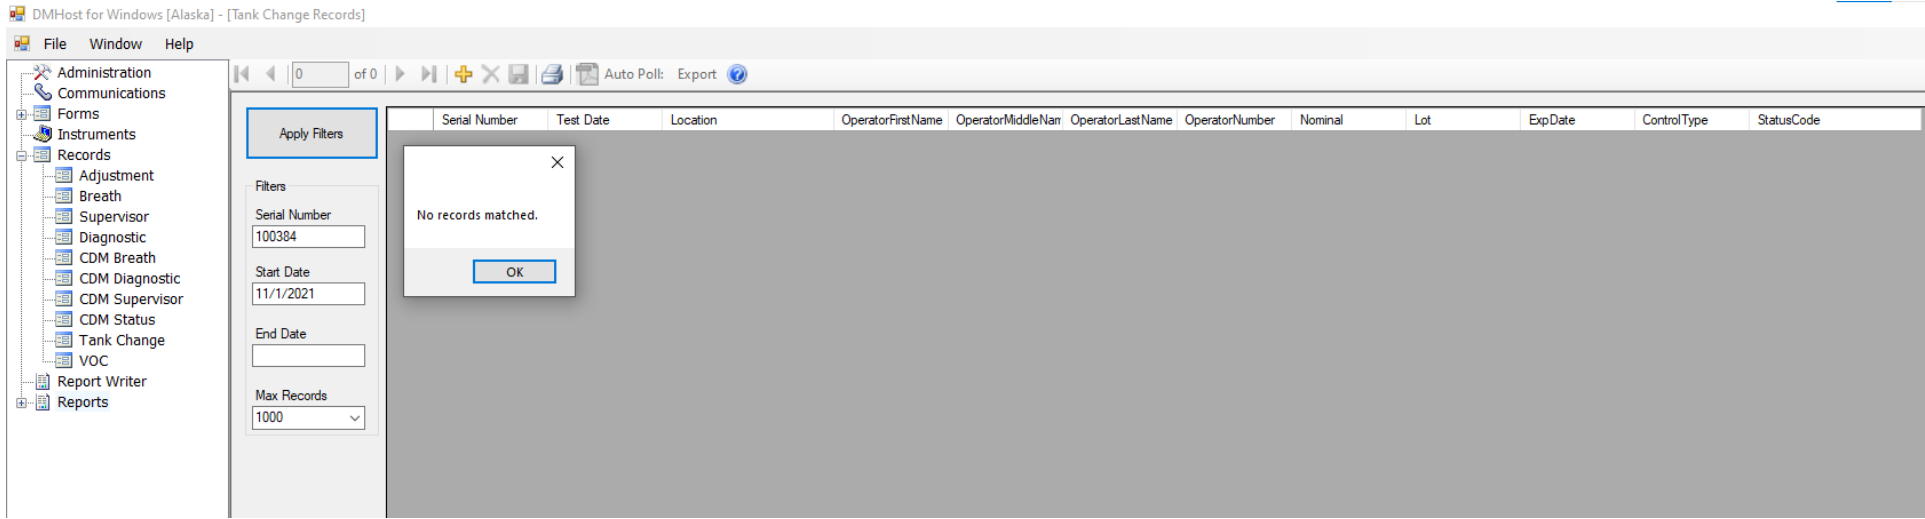 DMHost for Windows [Alaska] - [Tank Change Records]
File Window Help
Administration
Communications
Forms
Instruments
Records
Adjustment
Breath
Supervisor
Diagnostic
CDM Breath
CDM Diagnostic
CDM Supervisor
CDM Status
Tank Change
VOC
Report Writer
Reports
0 of 0 Auto Poll: Export
Apply Filters
Filters
Serial Number
100384
Start Date
11/1/2021
End Date
Max Records
1000
Serial Number Test Date Location OperatorFirstName OperatorMiddleNam OperatorLastName OperatorNumber Nominal Lot ExpDate ControlType StatusCode
No records matched.
OK